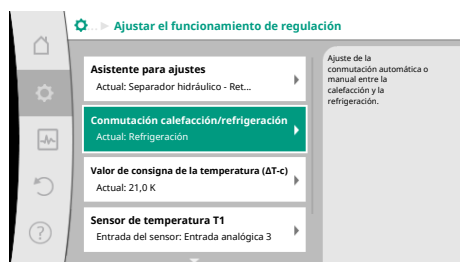 Ajustar el funcionamiento de regulación
Asistente para ajustes
Actual: Separador hidráulico - Ret...
Conmutación calefacción/refrigeración
Actual: Refrigeración
Valor de consigna de la temperatura (ΔT-c)
Actual: 21,0 K
Sensor de temperatura T1
Entrada del sensor: Entrada analógica 3
Ajuste de la
conmutación automática o
manual entre la
calefacción y la
refrigeración.